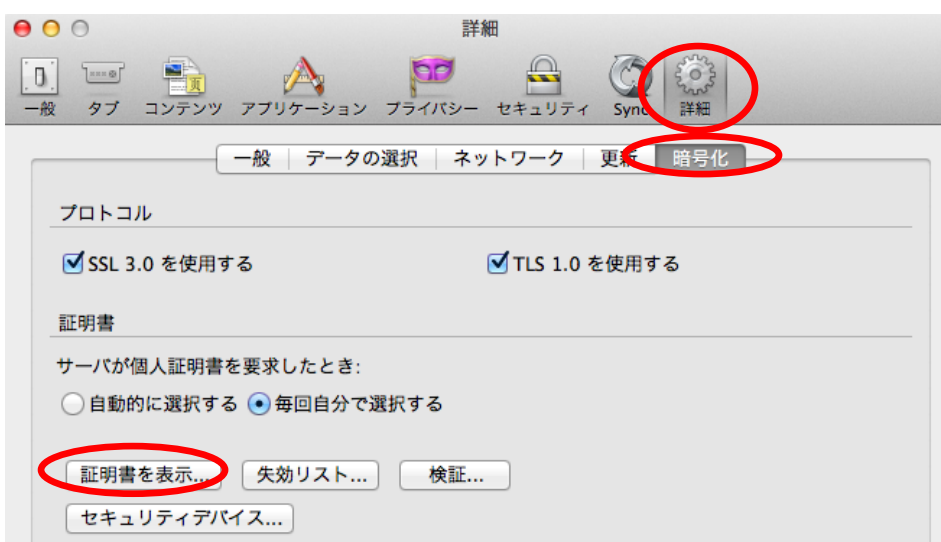 詳細
一般 タブ コンテンツ アプリケーション プライバシー セキュリティ Sync 詳細
一般 データの選択 ネットワーク 更新 暗号化
プロトコル
SSL 3.0 を使用する TLS 1.0 を使用する
証明書
サーバが個人証明書を要求したとき:
自動的に選択する 毎回自分で選択する
証明書を表示... 失効リスト... 検証...
セキュリティデバイス...